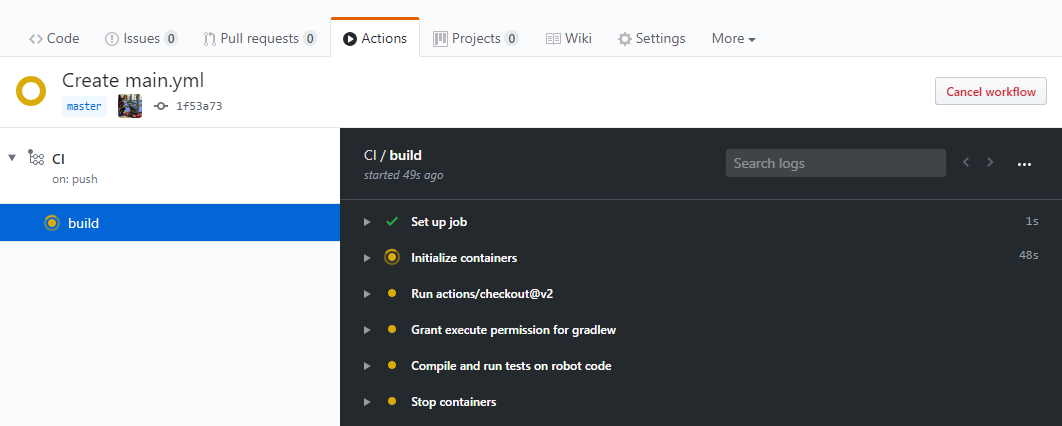 Code Issues 0 Pull requests 0 Actions Projects 0 Wiki Settings More
Create main.yml
master 1f53a73
Cancel workflow
CI
on: push
build
CI / build
started 49s ago
Search logs
Set up job 1s
Initialize containers 48s
Run actions/checkout@v2
Grant execute permission for gradlew
Compile and run tests on robot code
Stop containers